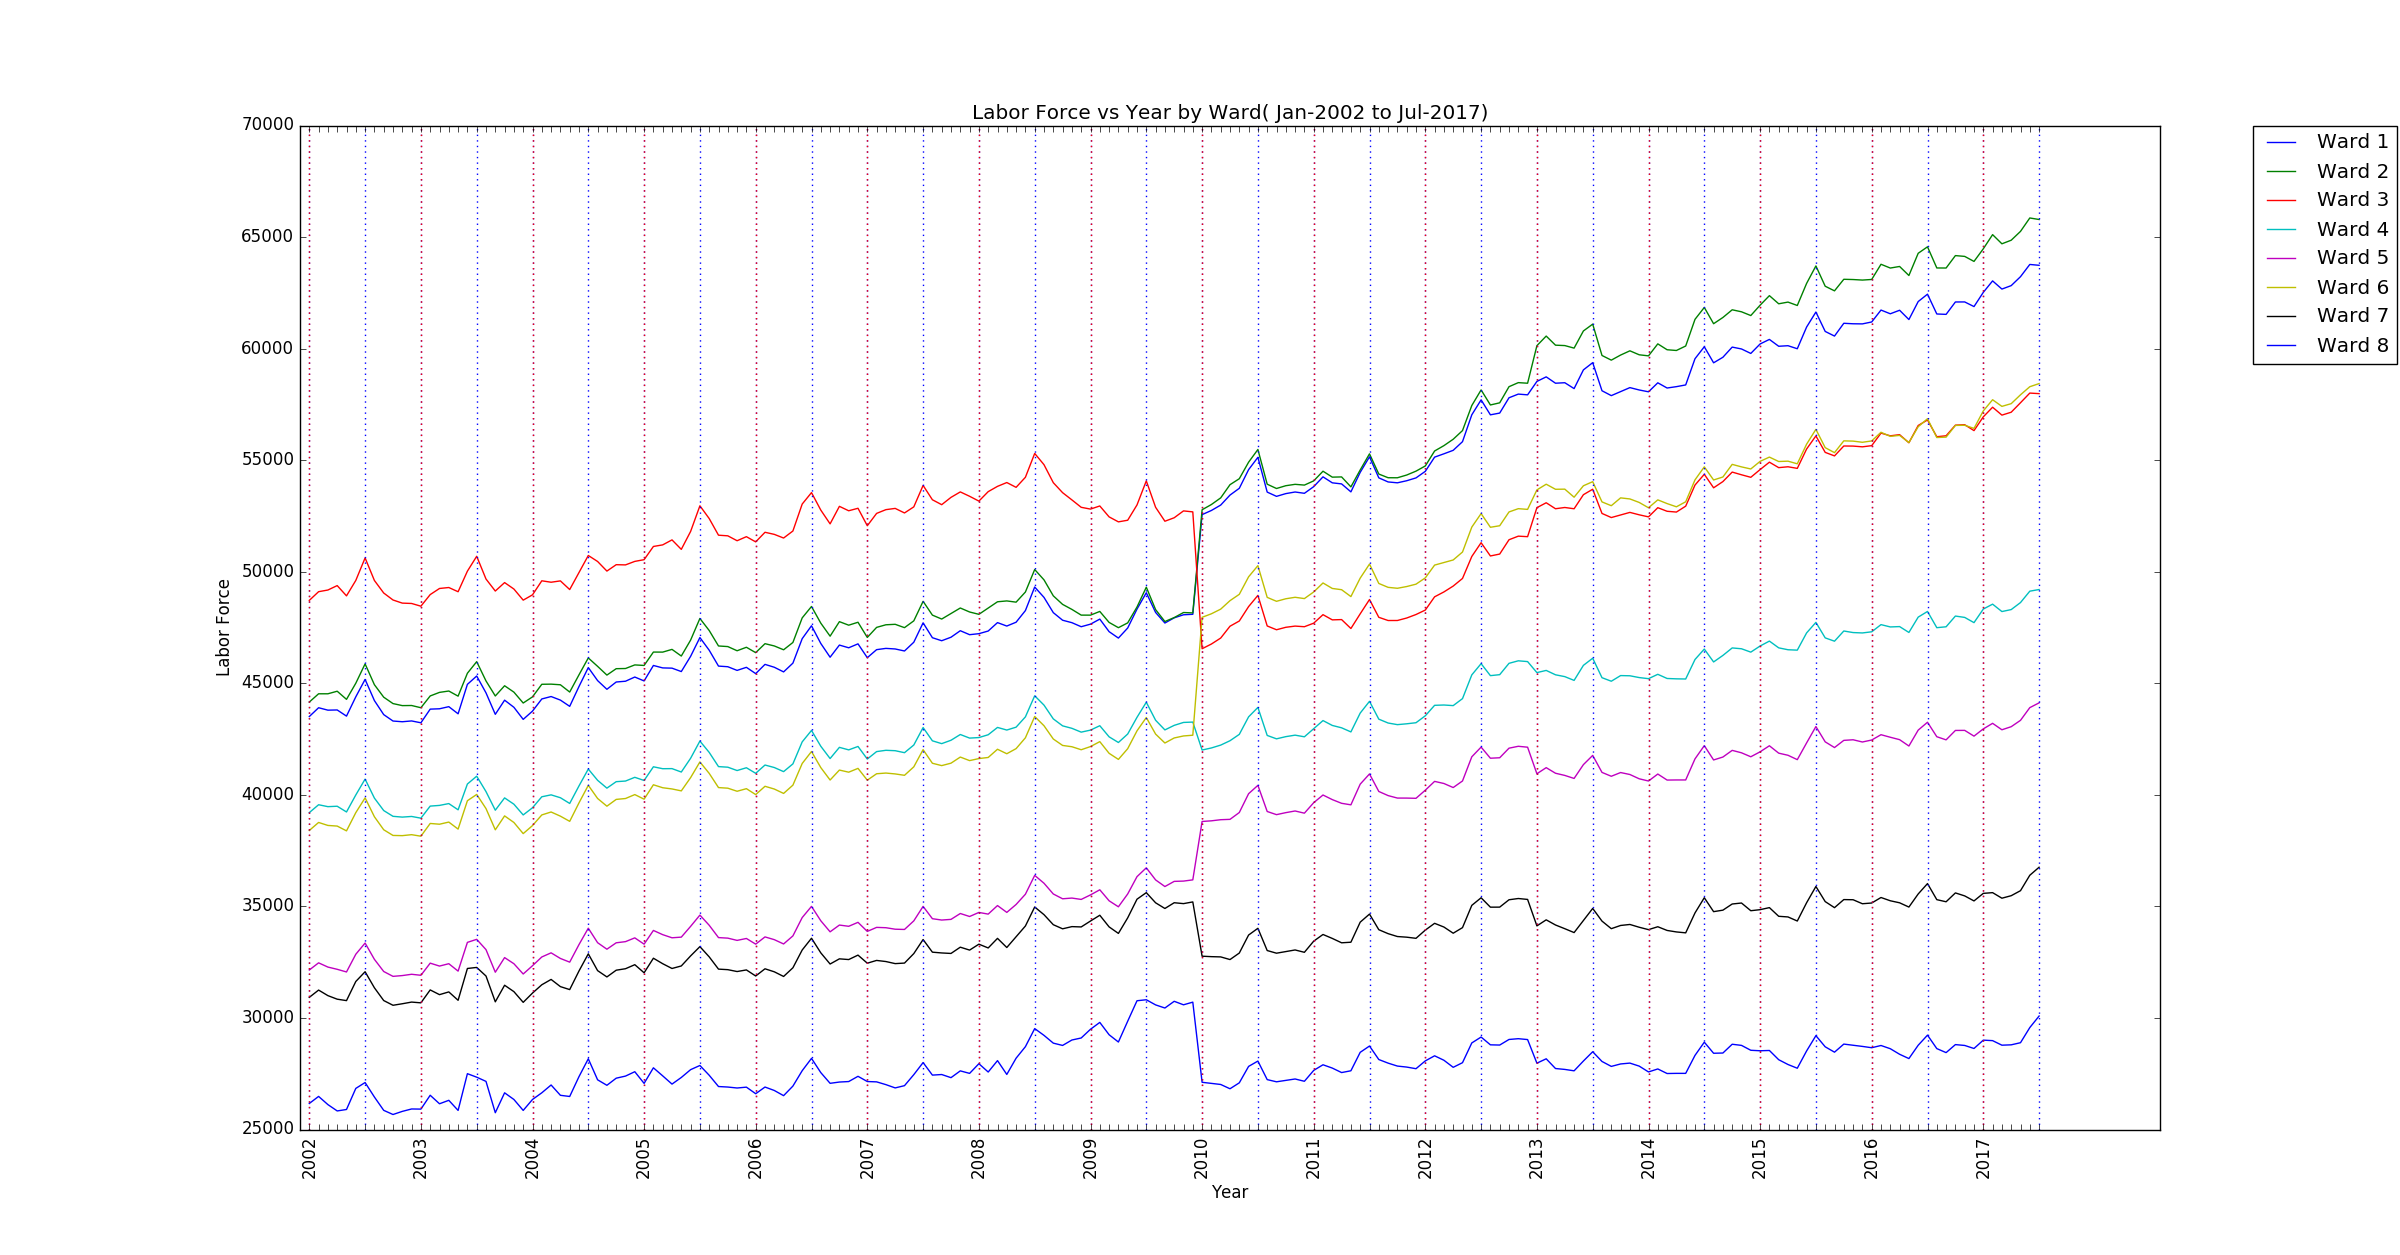 Labor Force vs Year by Ward( Jan-2002 to Jul-2017)
70000
65000
60000
55000
50000
45000
40000
35000
30000
25000
Labor Force
2002
2003
2004
2005
2006
2007
2008
2009
2010
2011
2012
2013
2014
2015
2016
2017
Year
Ward 1
Ward 2
Ward 3
Ward 4
Ward 5
Ward 6
Ward 7
Ward 8